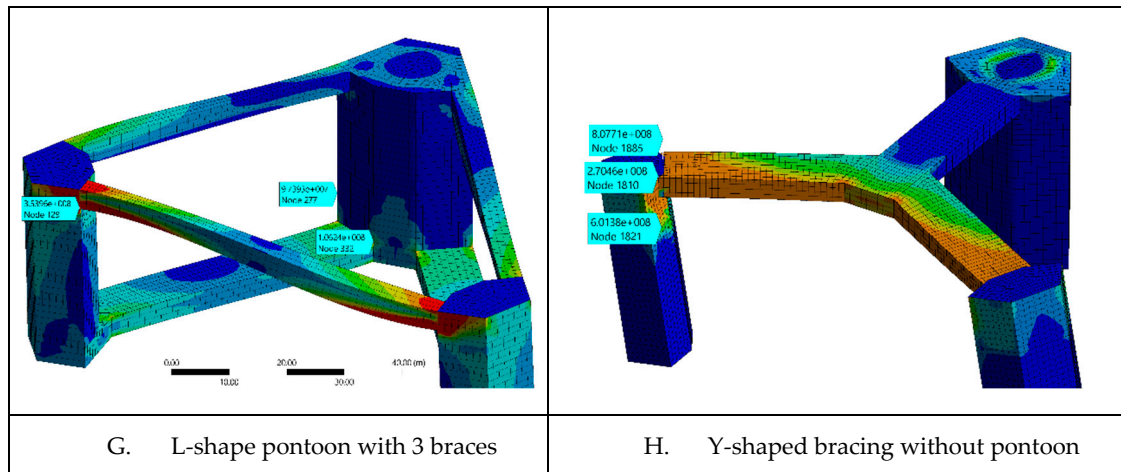 8.0771e+008
Node 1885
2.7046e+008
Node 1810
9.7393e+007
Node 277
3.5396e+008
Node 129
6.0138e+008
Node 1821
1.0624e+008
Node 332
0.00
20.00
40.00 (m)
10.00
30.00
G. L-shape pontoon with 3 braces
H. Y-shaped bracing without pontoon